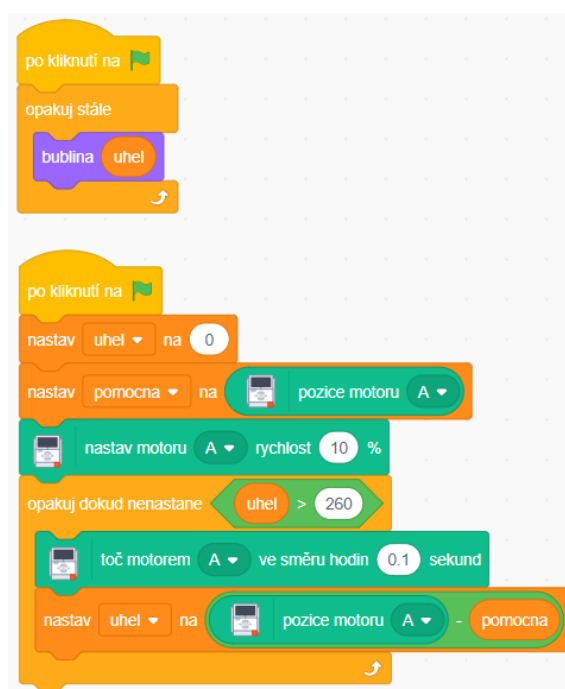 po kliknutí na
opakuj stále
bublina uhel
po kliknutí na
nastav uhel na 0
nastav pomocna na pozice motoru A
nastav motoru A rychlost 10 %
opakuj dokud nenastane uhel > 260
toč motorem A ve směru hodin 0.1 sekund
nastav uhel na pozice motoru A - pomocna